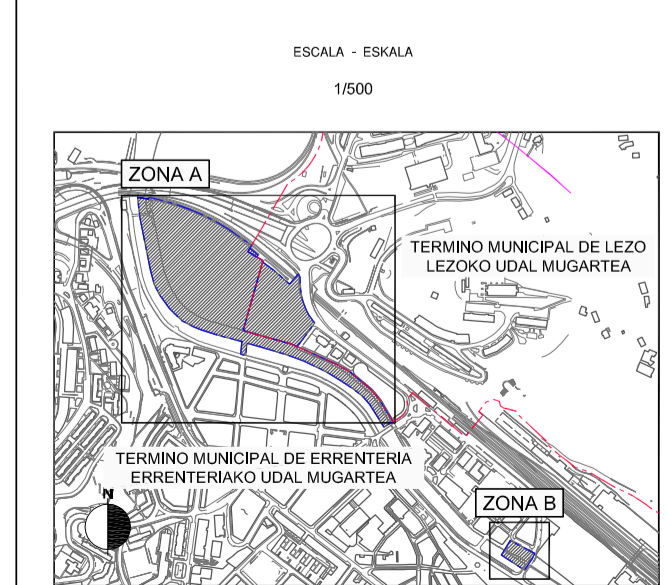 ESCALA - ESKALA
1/500
ZONA A
TERMINO MUNICIPAL DE LEZO
LEZOKO UDAL MUGARTEA
TERMINO MUNICIPAL DE ERRENTERIA
ERRENTERIAKO UDAL MUGARTEA
N
ZONA B